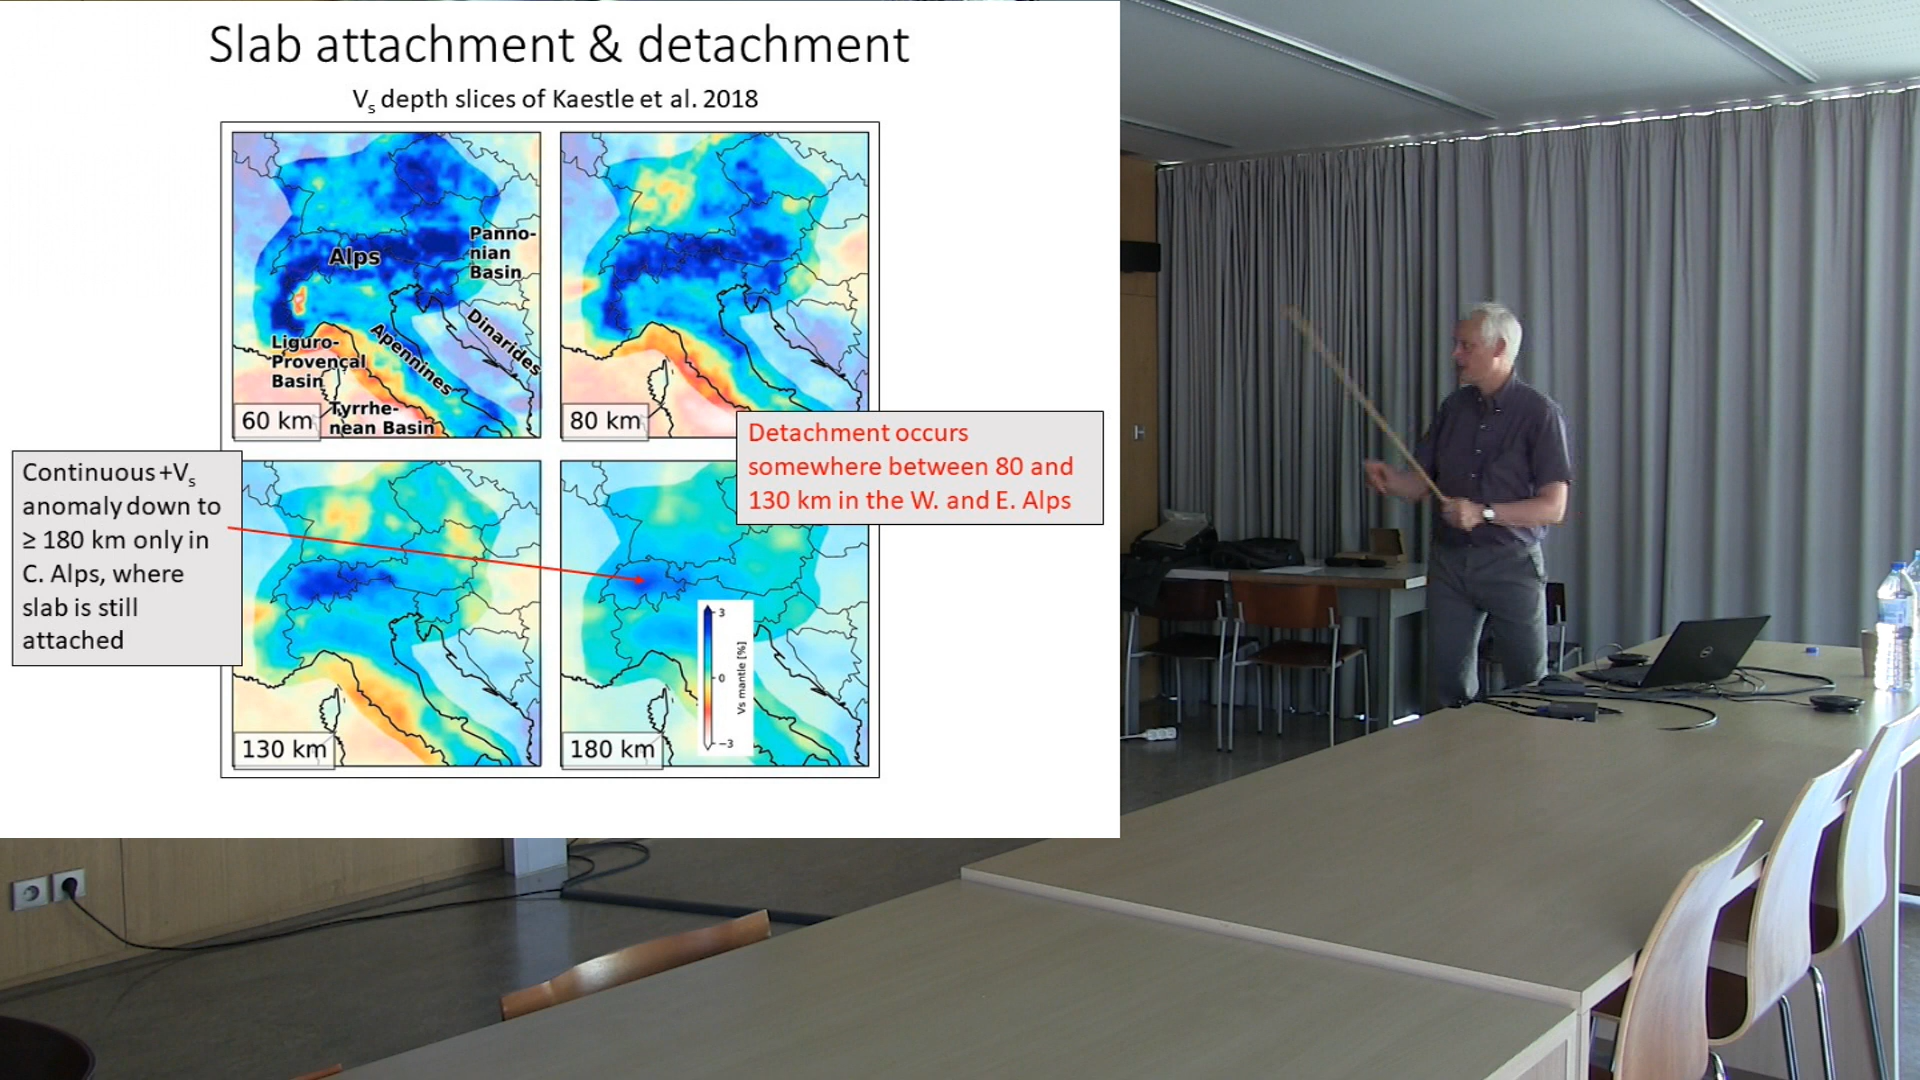 Slab attachment & detachment
Vs depth slices of Kaestle et al. 2018
Alps
Panno-
nian
Basin
Dinarides
Apennines
Liguro-
Provençal
Basin
Tyrrhe-
nean Basin
60 km
80 km
Detachment occurs
somewhere between 80 and
130 km in the W. and E. Alps
Continuous +Vs
anomaly down to
≥ 180 km only in
C. Alps, where
slab is still
attached
130 km
180 km
3
0
−3
Vs mantle [%]
DELL